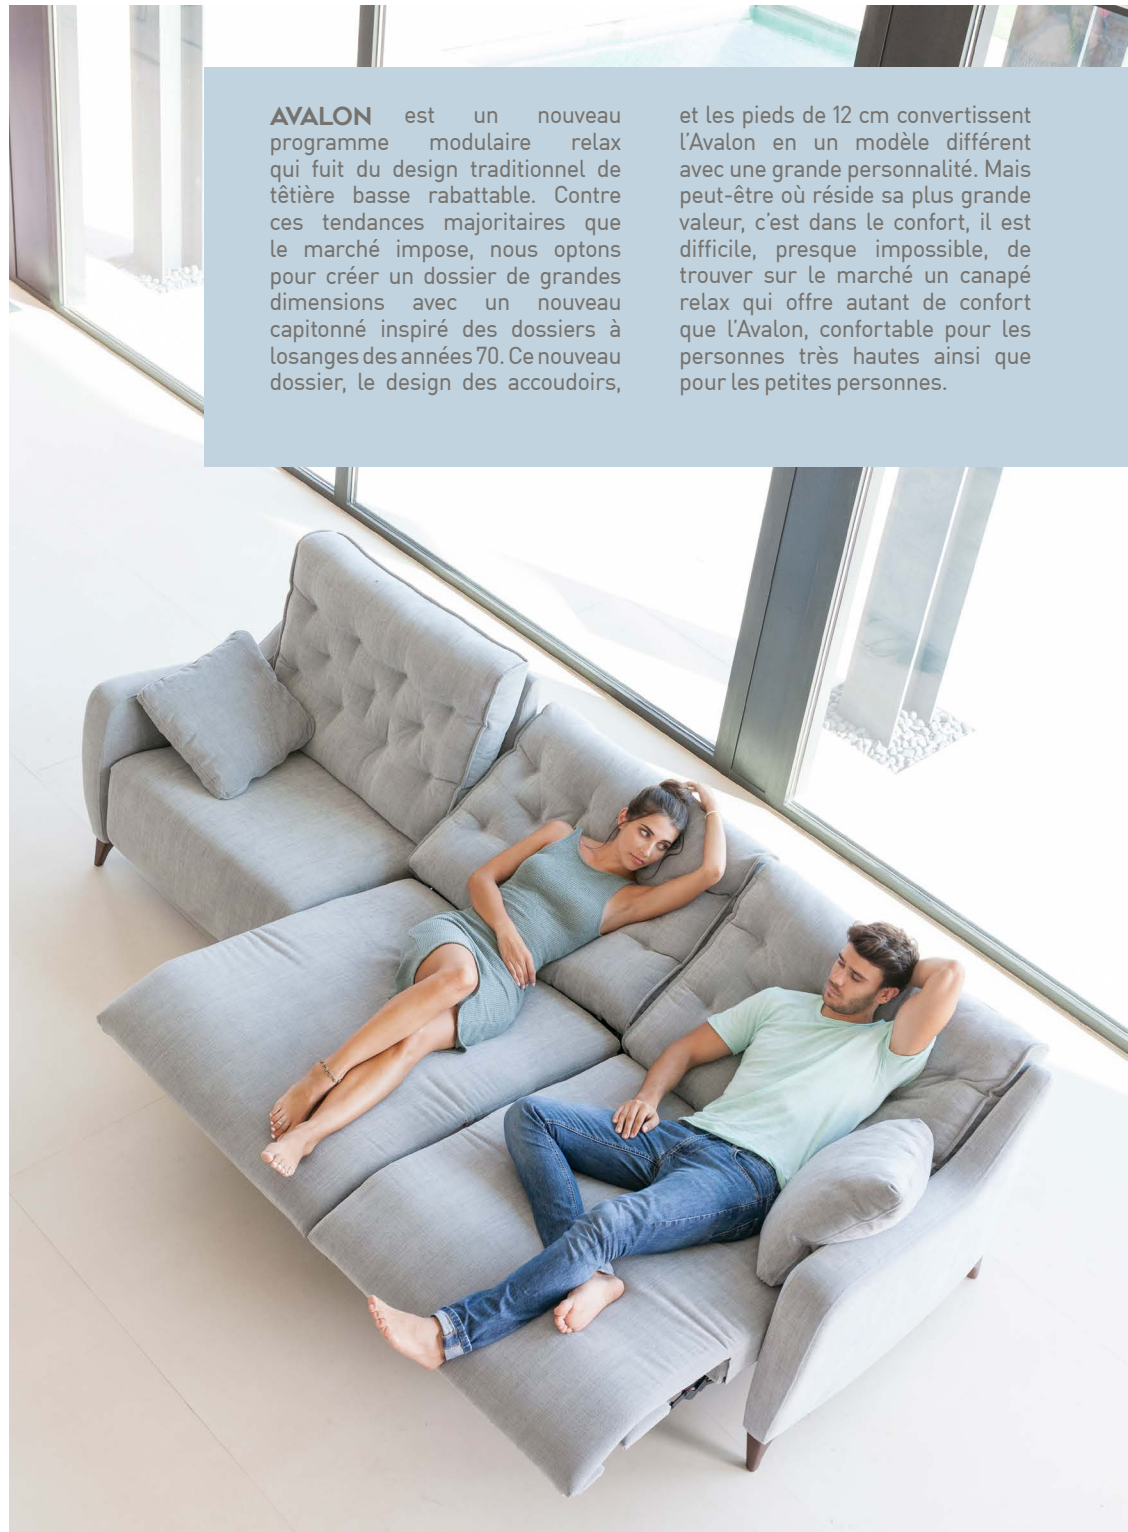 AVALON est un nouveau
programme modulaire relax
qui fuit du design traditionnel de
têtière basse rabattable. Contre
ces tendances majoritaires que
le marché impose, nous optons
pour créer un dossier de grandes
dimensions avec un nouveau
capitonné inspiré des dossiers à
losanges des années 70. Ce nouveau
dossier, le design des accoudoirs,
et les pieds de 12 cm convertissent
l'Avalon en un modèle différent
avec une grande personnalité. Mais
peut-être où réside sa plus grande
valeur, c'est dans le confort, il est
difficile, presque impossible, de
trouver sur le marché un canapé
relax qui offre autant de confort
que l'Avalon, confortable pour les
personnes très hautes ainsi que
pour les petites personnes.